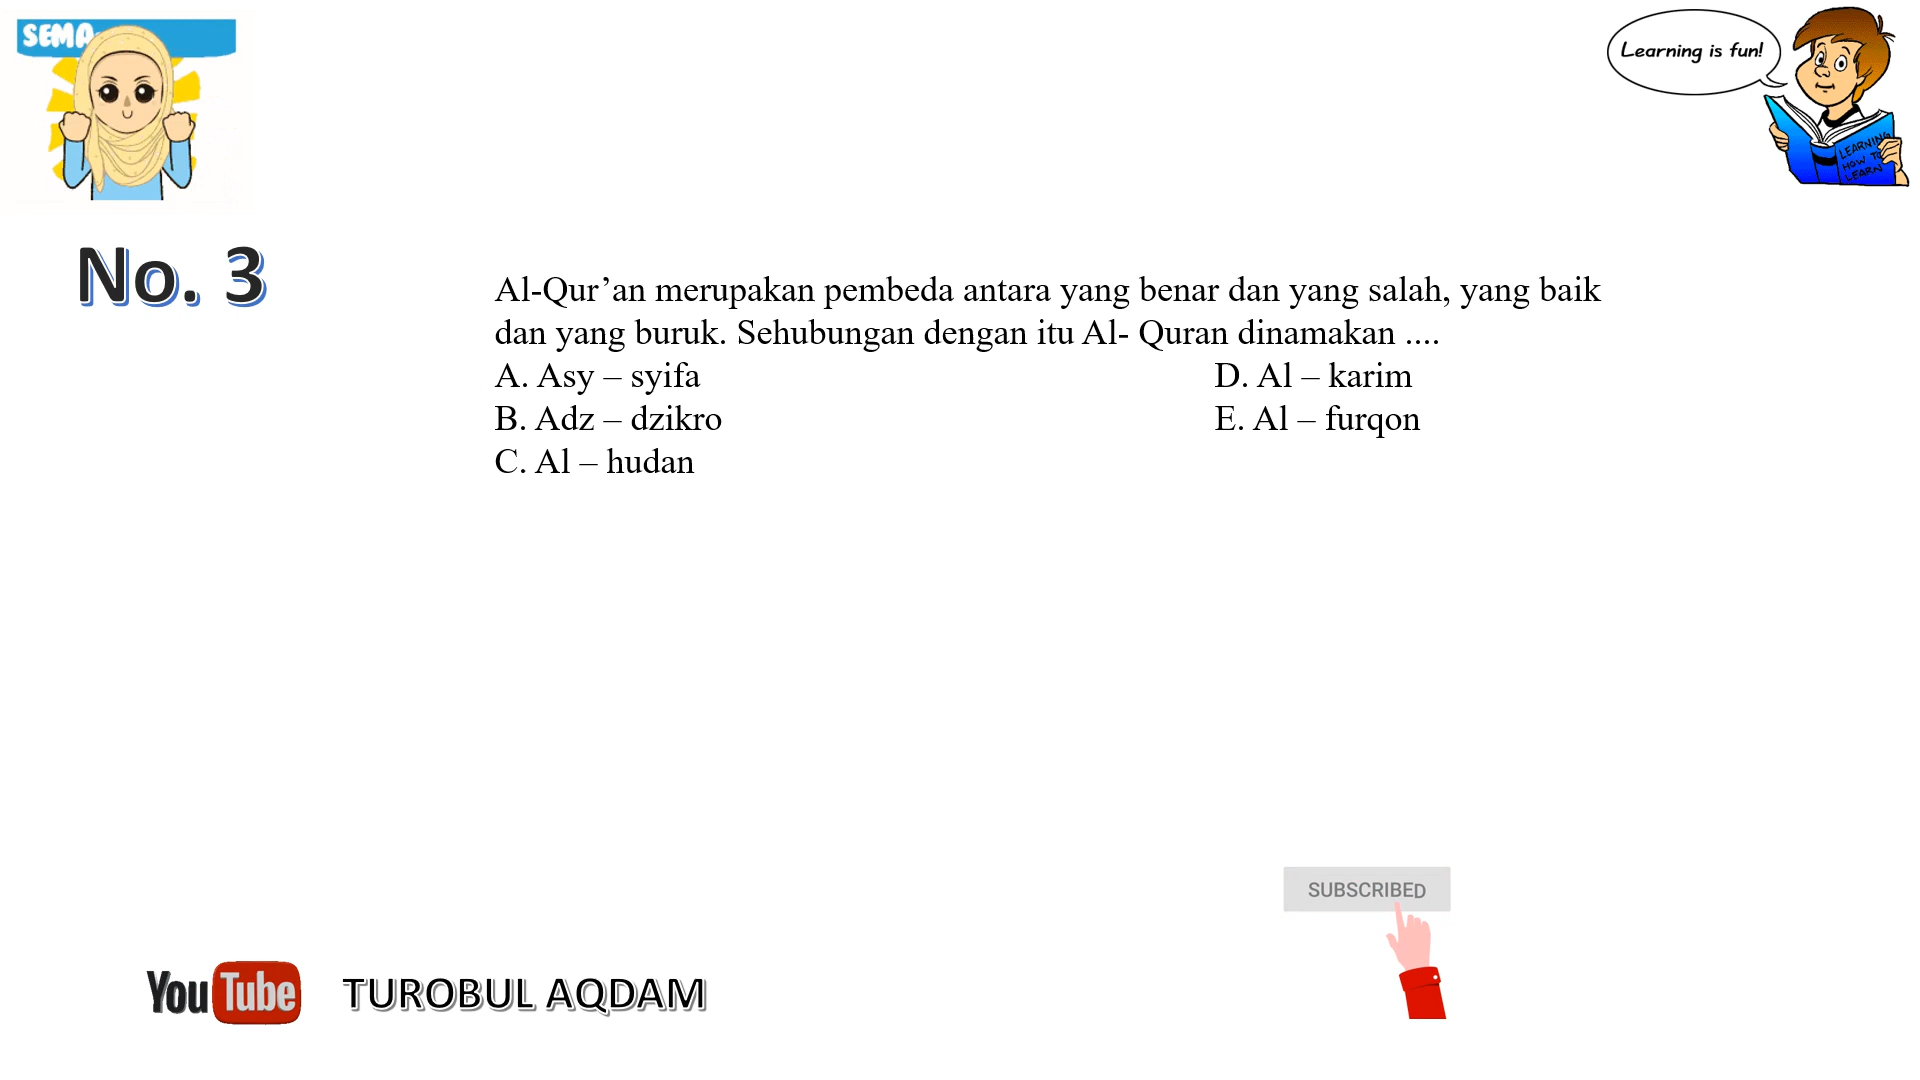 SEMA
Learning is fun!
LEARNING
HOW TO
LEARN
No. 3
Al-Qur’an merupakan pembeda antara yang benar dan yang salah, yang baik
dan yang buruk. Sehubungan dengan itu Al- Quran dinamakan ....
A. Asy – syifa
D. Al – karim
B. Adz – dzikro
E. Al – furqon
C. Al – hudan
SUBSCRIBED
YouTube
TUROBUL AQDAM